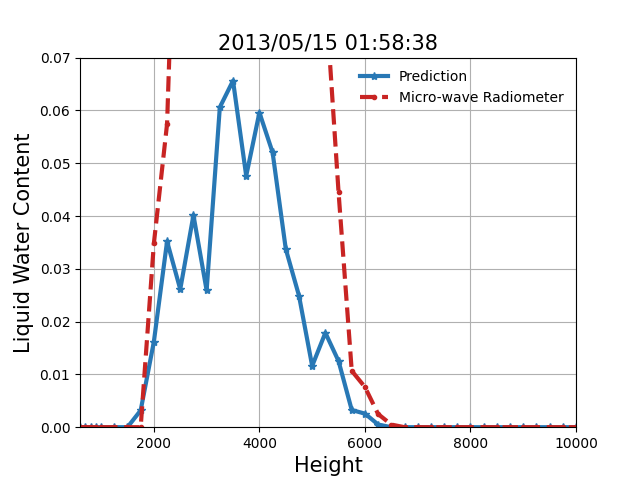 2013/05/15 01:58:38
Prediction
Micro-wave Radiometer
Liquid Water Content
0.07
0.06
0.05
0.04
0.03
0.02
0.01
0.00
2000 4000 6000 8000 10000
Height